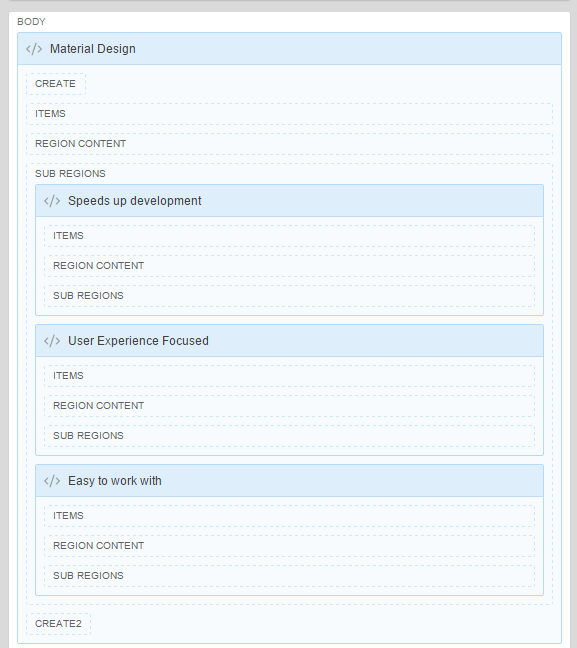 BODY
</> Material Design
CREATE
ITEMS
REGION CONTENT
SUB REGIONS
</> Speeds up development
ITEMS
REGION CONTENT
SUB REGIONS
</> User Experience Focused
ITEMS
REGION CONTENT
SUB REGIONS
</> Easy to work with
ITEMS
REGION CONTENT
SUB REGIONS
CREATE2